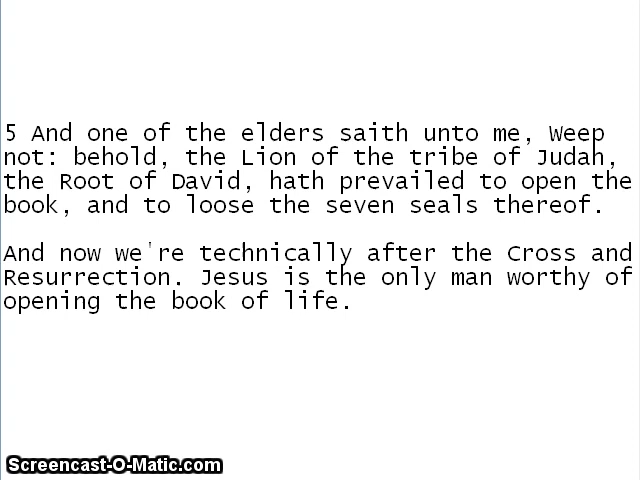 5 And one of the elders saith unto me, Weep
not: behold, the Lion of the tribe of Judah,
the Root of David, hath prevailed to open the
book, and to loose the seven seals thereof.
And now we're technically after the Cross and
Resurrection. Jesus is the only man worthy of
opening the book of life.
Screencast-O-Matic.com